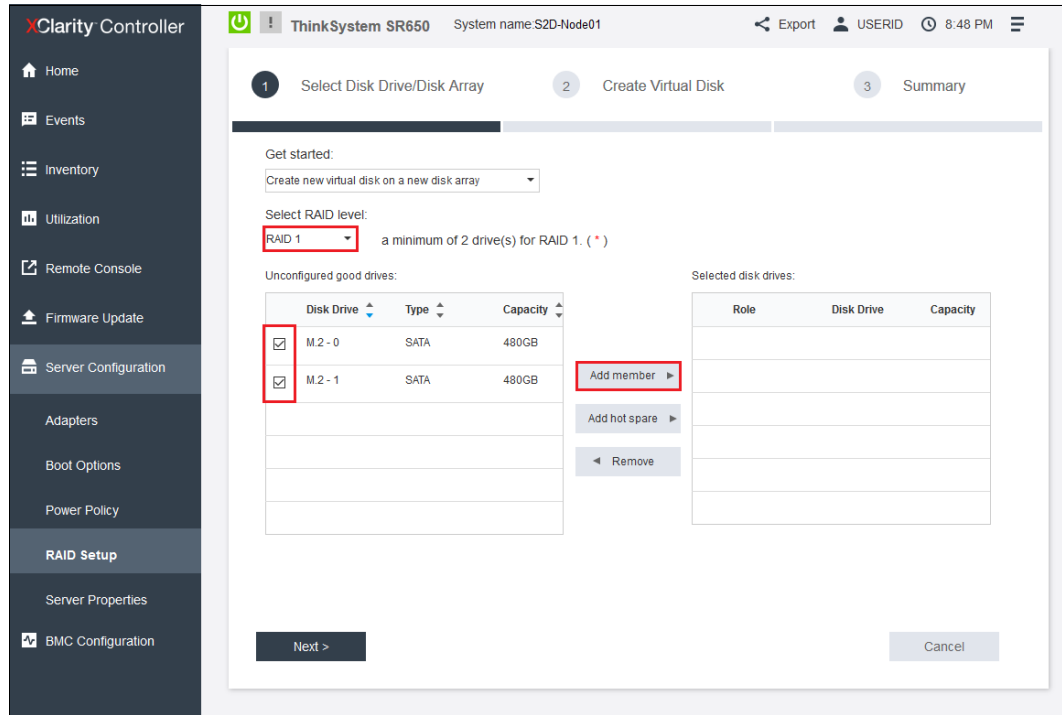 XClarity Controller
ThinkSystem SR650 System name:S2D-Node01 Export USERID 8:48 PM
Home
Events
Inventory
Utilization
Remote Console
Firmware Update
Server Configuration
Adapters
Boot Options
Power Policy
RAID Setup
Server Properties
BMC Configuration
1 Select Disk Drive/Disk Array 2 Create Virtual Disk 3 Summary
Get started:
Create new virtual disk on a new disk array
Select RAID level:
RAID 1 a minimum of 2 drive(s) for RAID 1. ( * )
Unconfigured good drives:
Disk Drive Type Capacity
M.2 - 0 SATA 480GB
M.2 - 1 SATA 480GB
Add member
Add hot spare
Remove
Selected disk drives:
Role Disk Drive Capacity
Next > Cancel